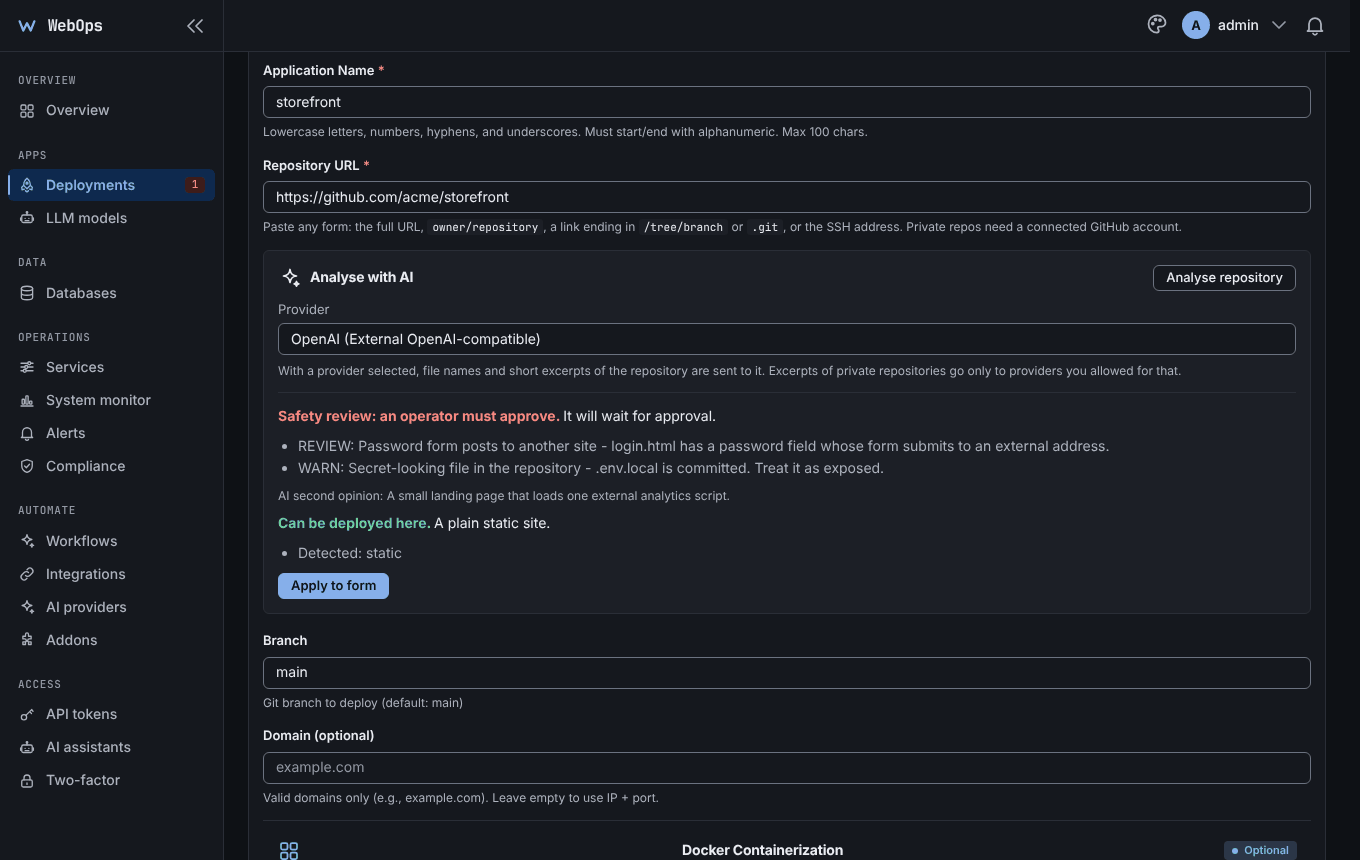 WebOps
A admin
OVERVIEW
Overview
APPS
Deployments 1
LLM models
DATA
Databases
OPERATIONS
Services
System monitor
Alerts
Compliance
AUTOMATE
Workflows
Integrations
AI providers
Addons
ACCESS
API tokens
AI assistants
Two-factor
Application Name *
storefront
Lowercase letters, numbers, hyphens, and underscores. Must start/end with alphanumeric. Max 100 chars.
Repository URL *
https://github.com/acme/storefront
Paste any form: the full URL, owner/repository , a link ending in /tree/branch or .git , or the SSH address. Private repos need a connected GitHub account.
Analyse with AI
Analyse repository
Provider
OpenAI (External OpenAI-compatible)
With a provider selected, file names and short excerpts of the repository are sent to it. Excerpts of private repositories go only to providers you allowed for that.
Safety review: an operator must approve. It will wait for approval.
• REVIEW: Password form posts to another site - login.html has a password field whose form submits to an external address.
• WARN: Secret-looking file in the repository - .env.local is committed. Treat it as exposed.
AI second opinion: A small landing page that loads one external analytics script.
Can be deployed here. A plain static site.
• Detected: static
Apply to form
Branch
main
Git branch to deploy (default: main)
Domain (optional)
example.com
Valid domains only (e.g., example.com). Leave empty to use IP + port.
Docker Containerization
Optional